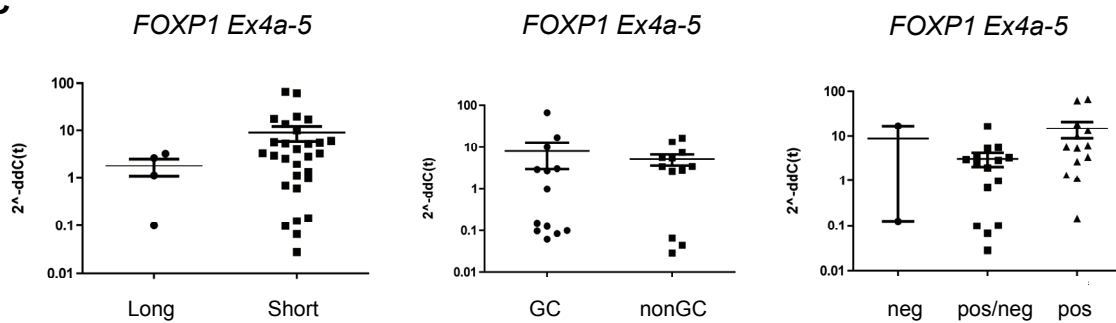 FOXP1 Ex4a-5
2^-ddC(t)
100
10
1
0.1
0.01
Long Short
FOXP1 Ex4a-5
2^-ddC(t)
100
10
1
0.1
0.01
GC nonGC
FOXP1 Ex4a-5
2^-ddC(t)
100
10
1
0.1
0.01
neg pos/neg pos